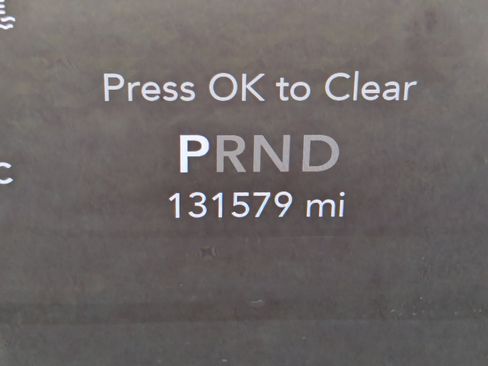 Press OK to Clear
PRND
C
131579 mi